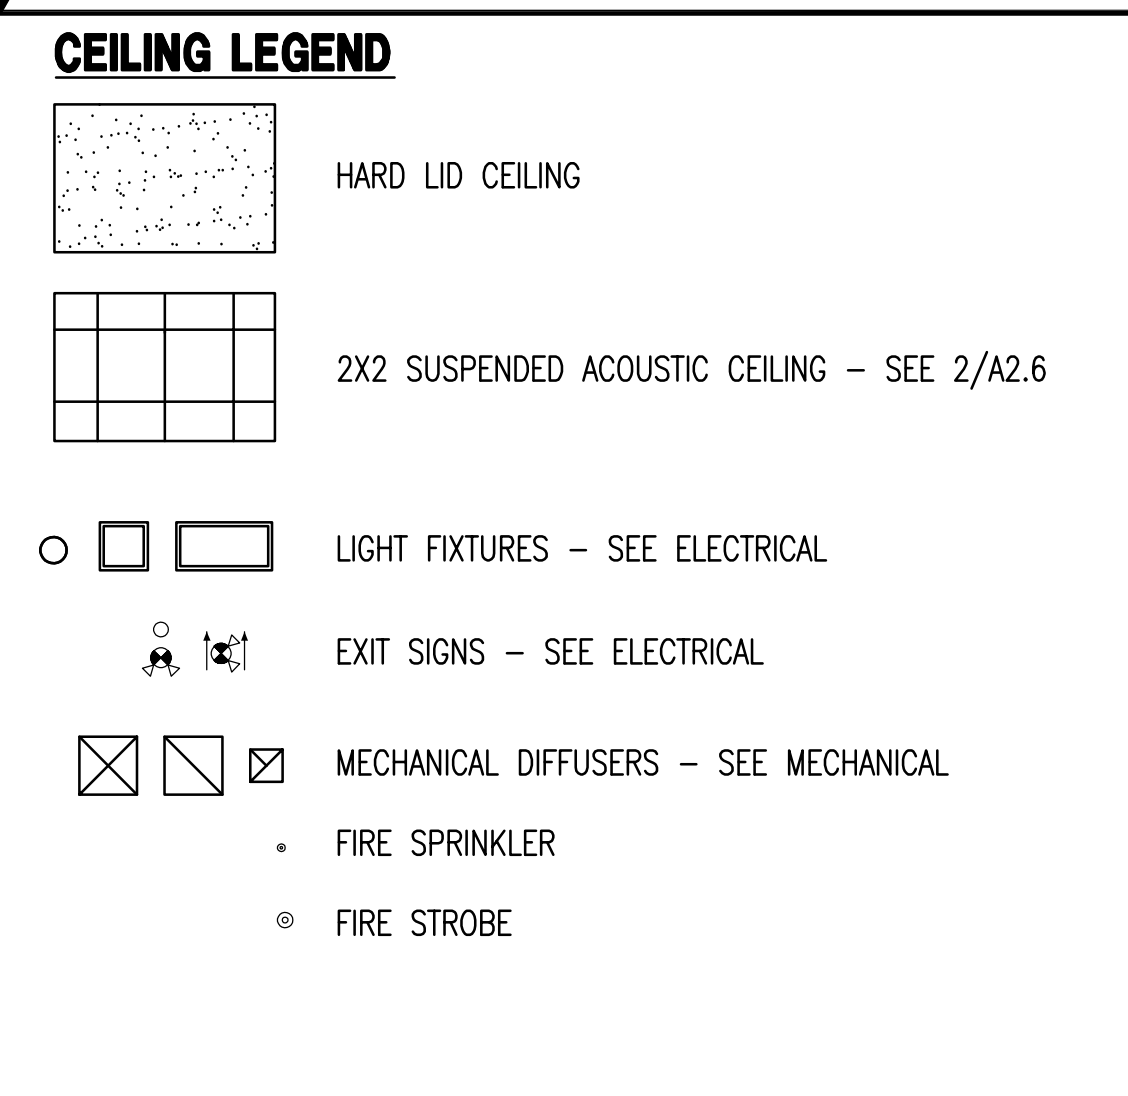 CEILING LEGEND
HARD LID CEILING
2X2 SUSPENDED ACOUSTIC CEILING – SEE 2/A2.6
LIGHT FIXTURES – SEE ELECTRICAL
EXIT SIGNS – SEE ELECTRICAL
MECHANICAL DIFFUSERS – SEE MECHANICAL
FIRE SPRINKLER
FIRE STROBE